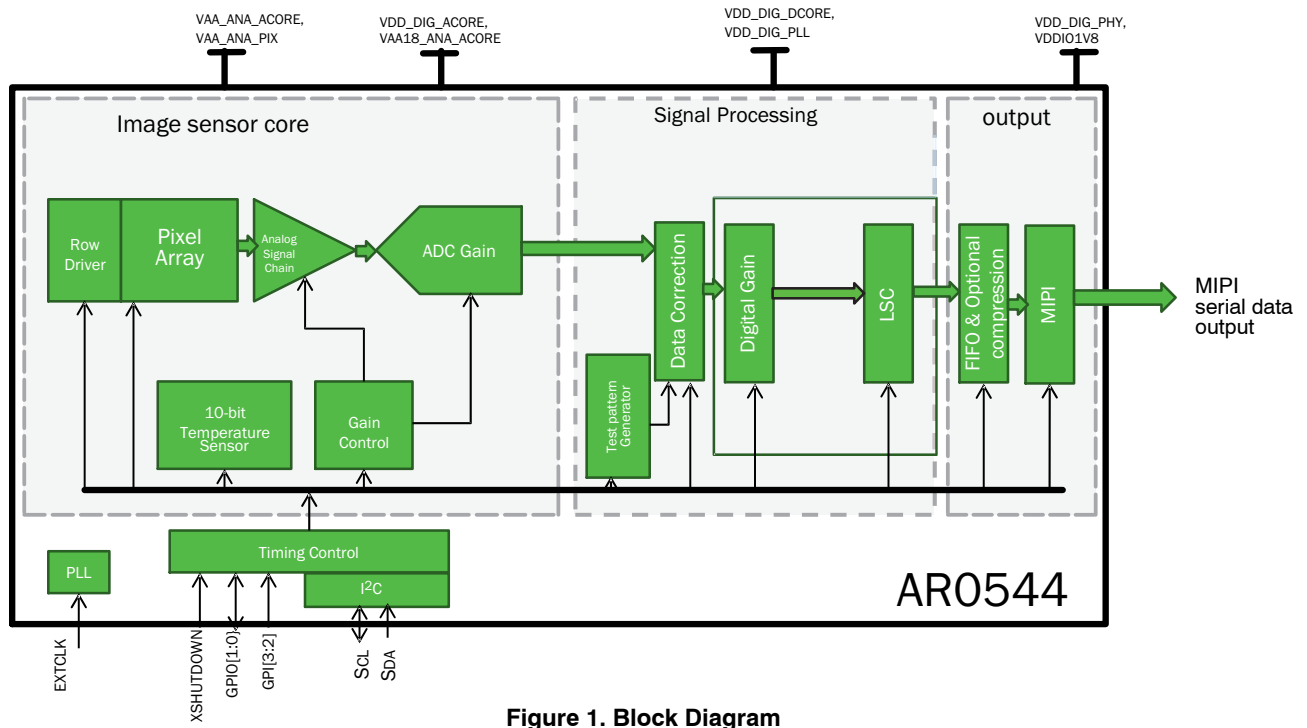 VAA_ANA_ACORE,
VAA_ANA_PIX
VDD_DIG_ACORE,
VAA18_ANA_ACORE
VDD_DIG_DCORE,
VDD_DIG_PLL
VDD_DIG_PHY,
VDDIO1V8
Image sensor core
Signal Processing
output
Row
Driver
Pixel
Array
Analog
Signal
Chain
ADC Gain
Data Correction
Digital Gain
LSC
FIFO & Optional
compression
MIPI
MIPI
serial data
output
10-bit
Temperature
Sensor
Gain
Control
Test pattern
Generator
Timing Control
I²C
PLL
AR0544
EXTCLK
XSHUTDOWN
GPIO[1:0}
GPI[3:2]
SCL
SDA
Figure 1. Block Diagram